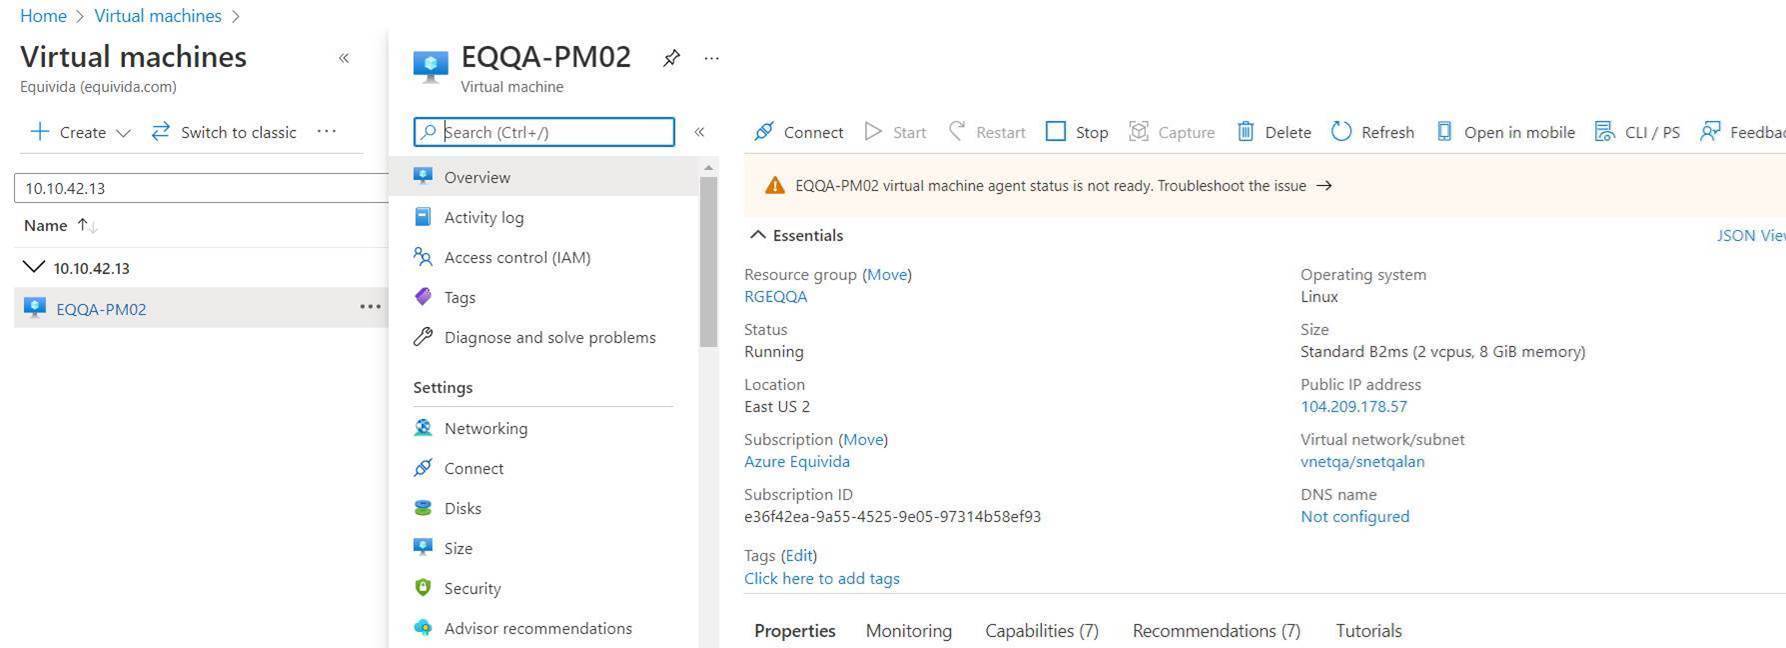 Home > Virtual machines >
Virtual machines
«
Equivida (equivida.com)
+ Create Switch to classic ...
10.10.42.13
Name ↑↓
10.10.42.13
EQQA-PM02 ...
EQQA-PM02 ...
Virtual machine
Search (Ctrl+/) «
Overview
Activity log
Access control (IAM)
Tags
Diagnose and solve problems
Settings
Networking
Connect
Disks
Size
Security
Advisor recommendations
Connect Start Restart Stop Capture Delete Refresh Open in mobile CLI / PS Feedbac
EQQA-PM02 virtual machine agent status is not ready. Troubleshoot the issue →
Essentials JSON Viev
Resource group (Move)
RGEQQA
Status
Running
Location
East US 2
Subscription (Move)
Azure Equivida
Subscription ID
e36f42ea-9a55-4525-9e05-97314b58ef93
Tags (Edit)
Click here to add tags
Operating system
Linux
Size
Standard B2ms (2 vcpus, 8 GiB memory)
Public IP address
104.209.178.57
Virtual network/subnet
vnetqa/snetqalan
DNS name
Not configured
Properties Monitoring Capabilities (7) Recommendations (7) Tutorials